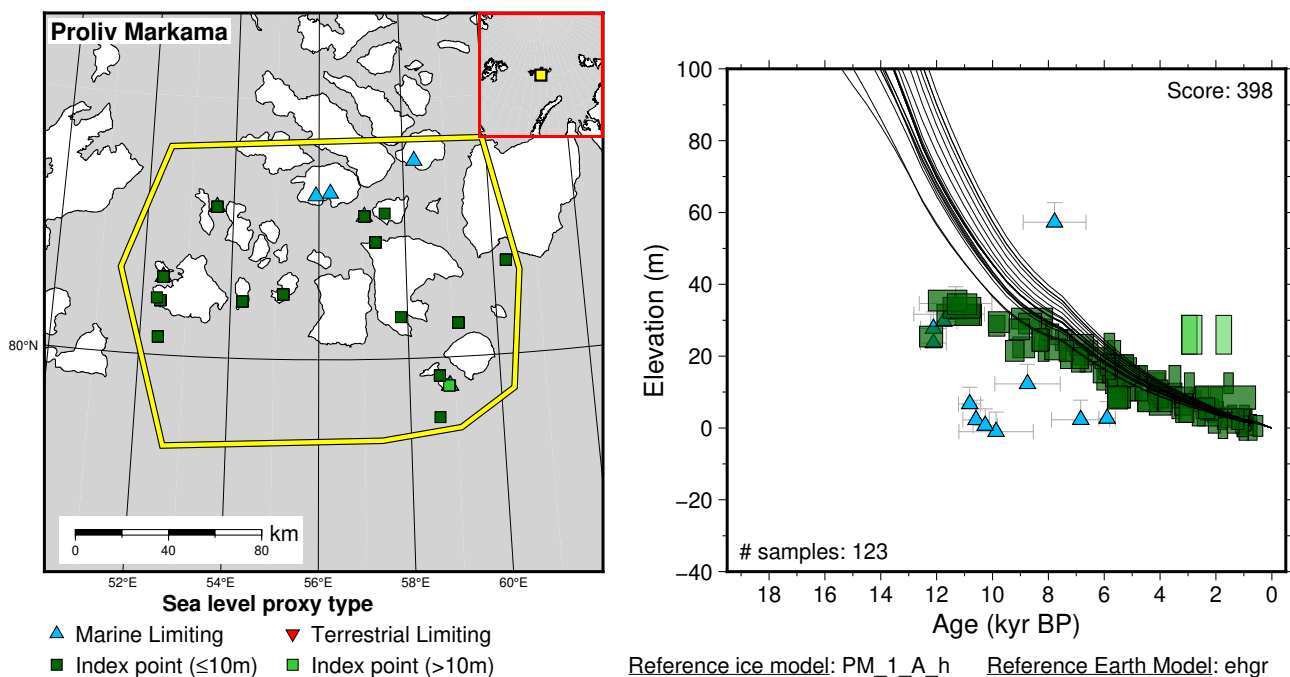 Proliv Markama
80°N
km
0 40 80
52°E 54°E 56°E 58°E 60°E
Sea level proxy type
Marine Limiting Terrestrial Limiting
Index point (≤10m) Index point (>10m)
Score: 398
100
80
60
40
20
0
−20
−40
Elevation (m)
# samples: 123
18 16 14 12 10 8 6 4 2 0
Age (kyr BP)
Reference ice model: PM_1_A_h Reference Earth Model: ehgr